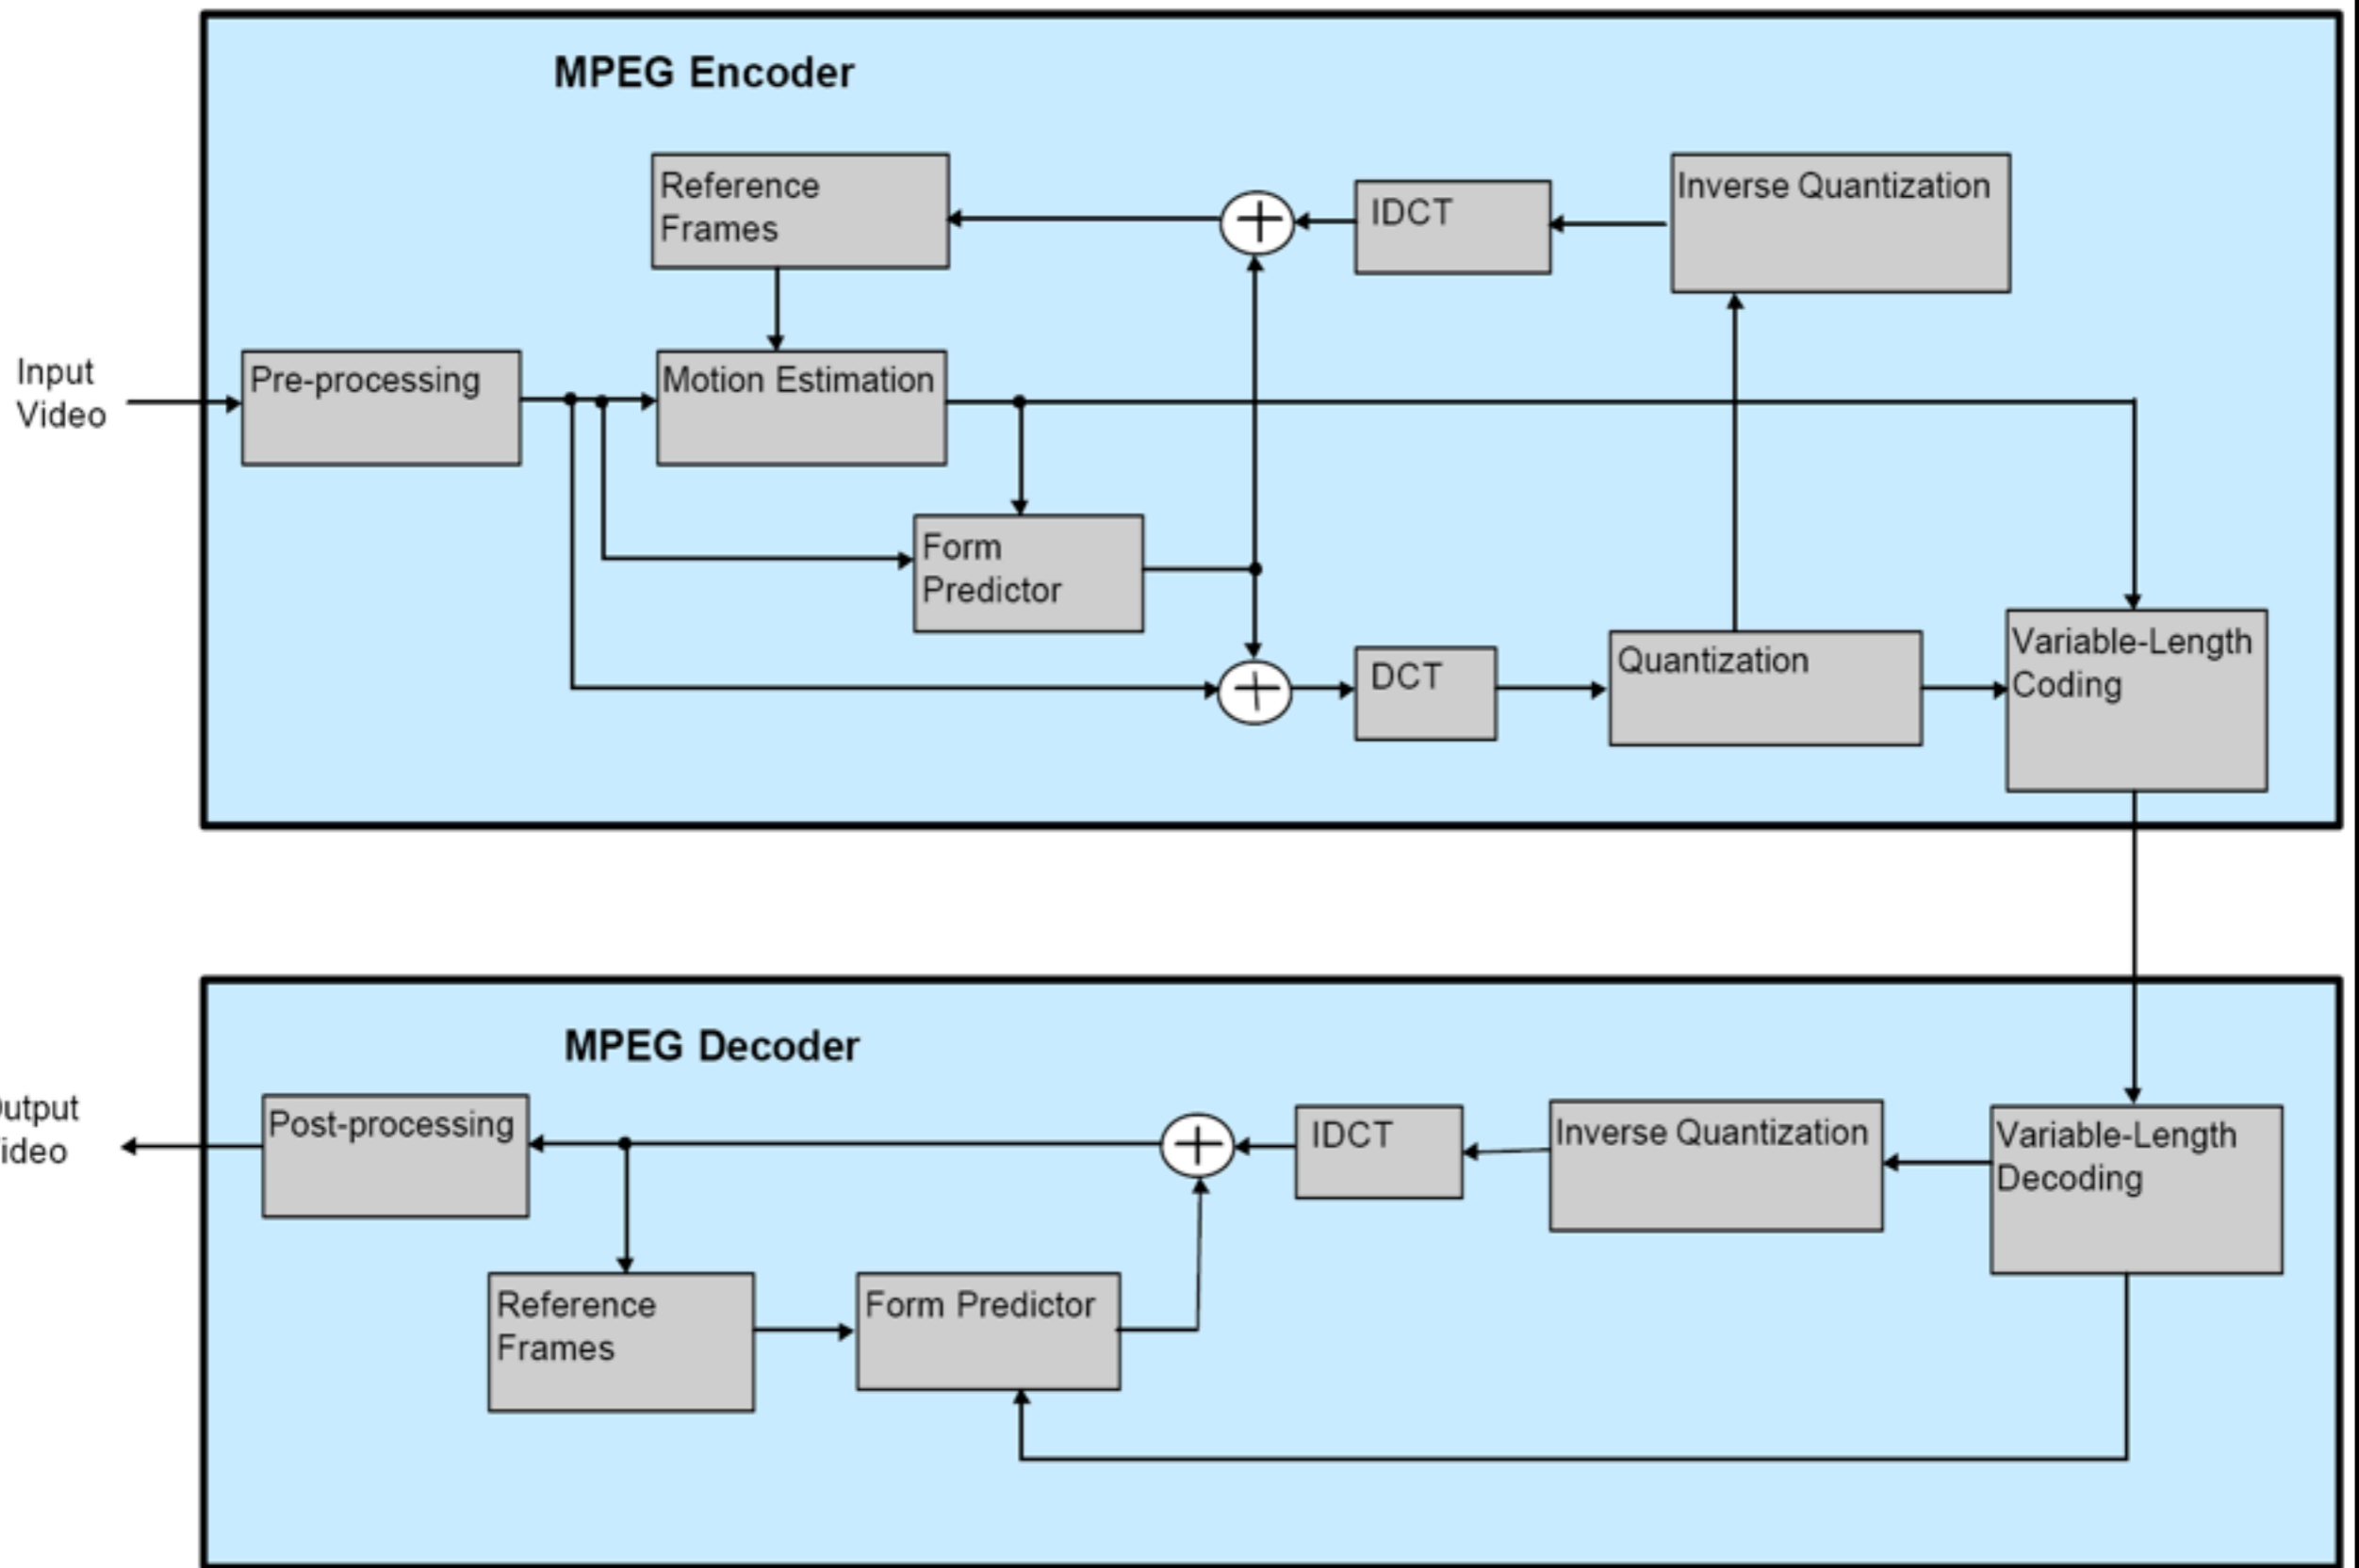 MPEG Encoder
Reference
Frames
IDCT
Inverse Quantization
Input
Video
Pre-processing
Motion Estimation
Form
Predictor
DCT
Quantization
Variable-Length
Coding
MPEG Decoder
utput
ideo
Post-processing
IDCT
Inverse Quantization
Variable-Length
Decoding
Reference
Frames
Form Predictor